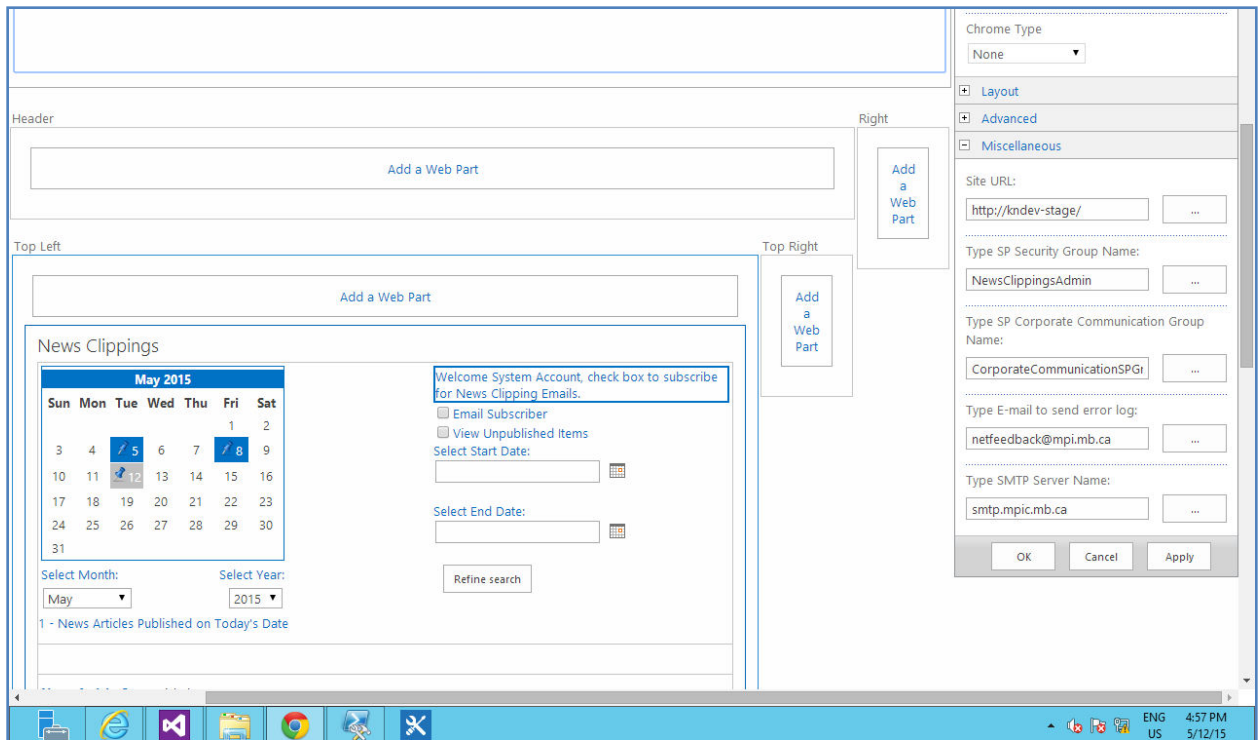 Chrome Type
None
Layout
Advanced
Miscellaneous
Site URL:
http://kndev-stage/
...
Type SP Security Group Name:
NewsClippingsAdmin
...
Type SP Corporate Communication Group
Name:
CorporateCommunicationSPGr
...
Type E-mail to send error log:
netfeedback@mpi.mb.ca
...
Type SMTP Server Name:
smtp.mpic.mb.ca
...
OK Cancel Apply
Header
Add a Web Part
Right
Add
a
Web
Part
Top Left
Add a Web Part
Top Right
Add
a
Web
Part
News Clippings
May 2015
Sun Mon Tue Wed Thu Fri Sat
1 2
3 4 5 6 7 8 9
10 11 12 13 14 15 16
17 18 19 20 21 22 23
24 25 26 27 28 29 30
31
Select Month:
May
Select Year:
2015
1 - News Articles Published on Today's Date
Welcome System Account, check box to subscribe
for News Clipping Emails.
Email Subscriber
View Unpublished Items
Select Start Date:
Select End Date:
Refine search
ENG
US
4:57 PM
5/12/15